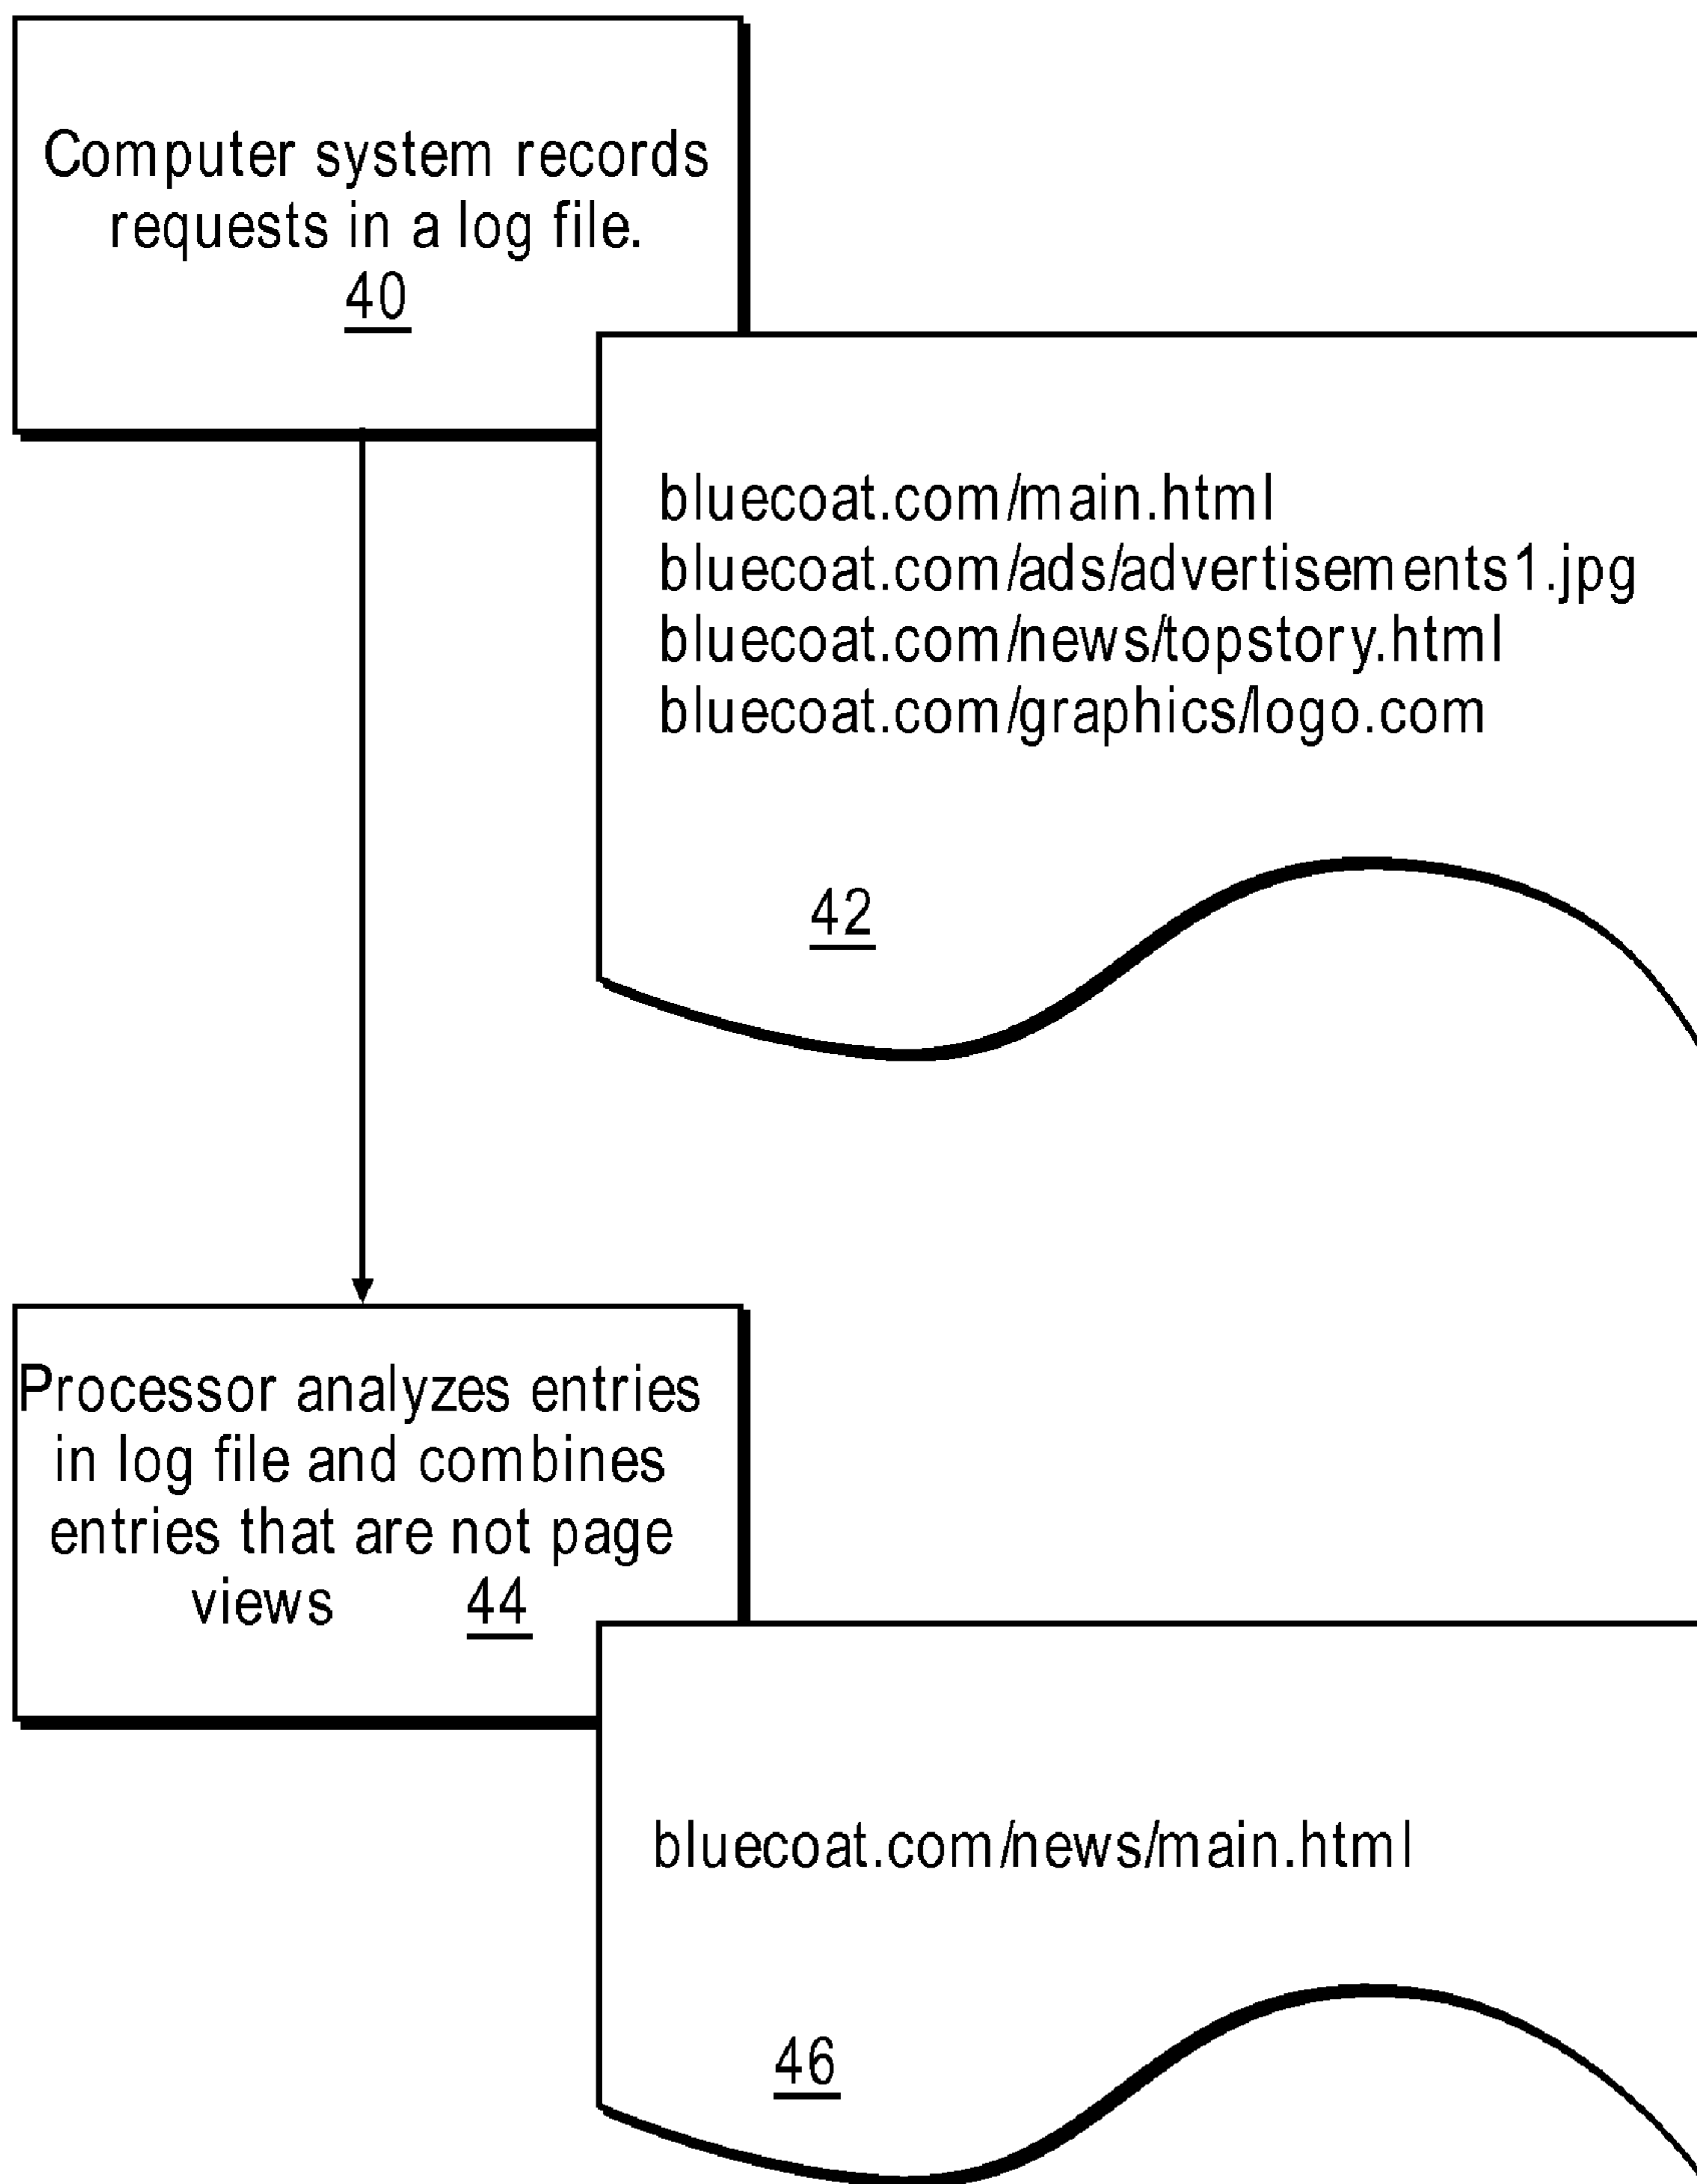 Computer system records
requests in a log file.
40
bluecoat.com/main.html
bluecoat.com/ads/advertisements1.jpg
bluecoat.com/news/topstory.html
bluecoat.com/graphics/logo.com
42
Processor analyzes entries
in log file and combines
entries that are not page
views 44
bluecoat.com/news/main.html
46